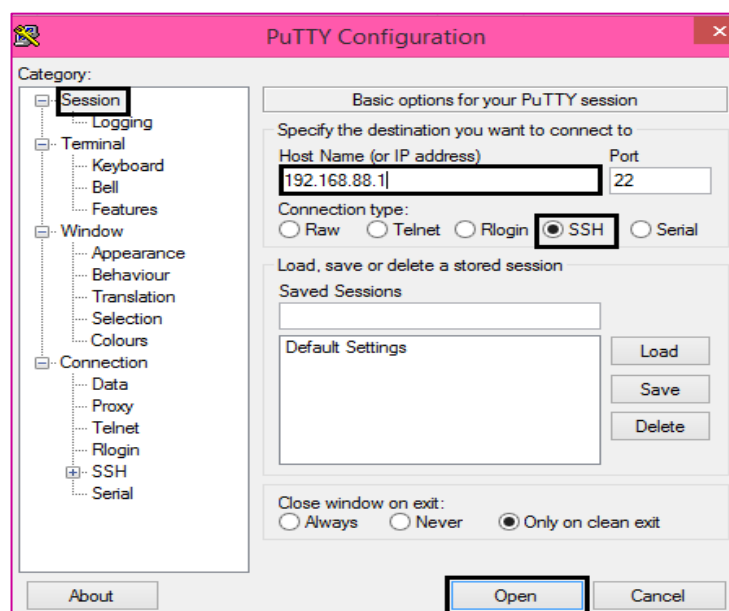 PuTTY Configuration
Category:
Session
Logging
Terminal
Keyboard
Bell
Features
Window
Appearance
Behaviour
Translation
Selection
Colours
Connection
Data
Proxy
Telnet
Rlogin
SSH
Serial
Basic options for your PuTTY session
Specify the destination you want to connect to
Host Name (or IP address) Port
192.168.88.1 22
Connection type:
Raw Telnet Rlogin SSH Serial
Load, save or delete a stored session
Saved Sessions
Default Settings
Load
Save
Delete
Close window on exit:
Always Never Only on clean exit
About Open Cancel